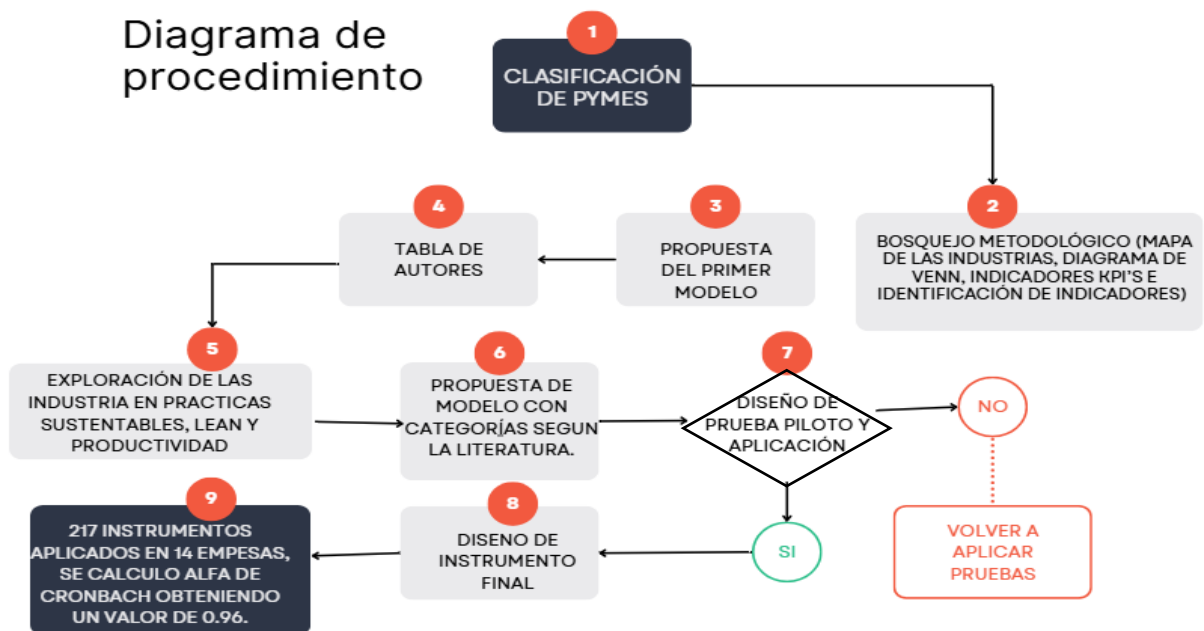 Diagrama de
procedimiento
1
CLASIFICACIÓN
DE PYMES
2
BOSQUEJO METODOLÓGICO (MAPA
DE LAS INDUSTRIAS, DIAGRAMA DE
VENN, INDICADORES KPI'S E
IDENTIFICACIÓN DE INDICADORES)
3
PROPUESTA
DEL PRIMER
MODELO
4
TABLA DE
AUTORES
5
EXPLORACIÓN DE LAS
INDUSTRIA EN PRACTICAS
SUSTENTABLES, LEAN Y
PRODUCTIVIDAD
6
PROPUESTA DE
MODELO CON
CATEGORÍAS SEGUN
LA LITERATURA.
7
DISEÑO DE
PRUEBA PILOTO Y
APLICACIÓN
NO
VOLVER A
APLICAR
PRUEBAS
SI
8
DISENO DE
INSTRUMENTO
FINAL
9
217 INSTRUMENTOS
APLICADOS EN 14 EMPESAS,
SE CALCULO ALFA DE
CRONBACH OBTENIENDO
UN VALOR DE 0.96.